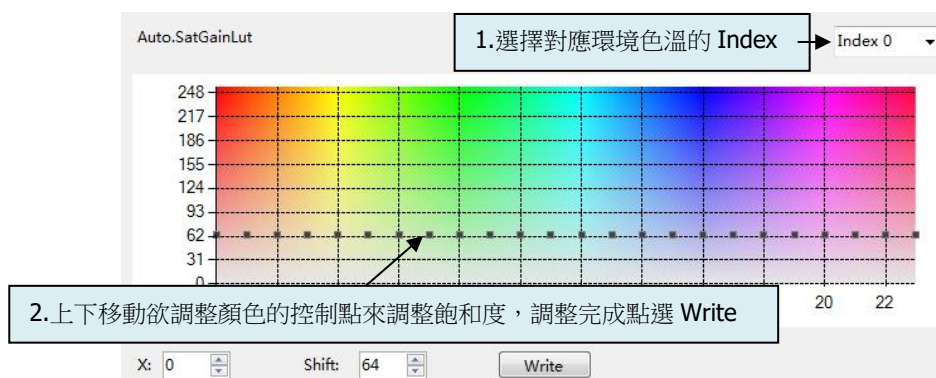 Auto.SatGainLut
1.選擇對應環境色溫的 Index
Index 0
248
217
186
155
124
93
62
31
0
20 22
2.上下移動欲調整顏色的控制點來調整飽和度，調整完成點選 Write
X: 0 Shift: 64 Write